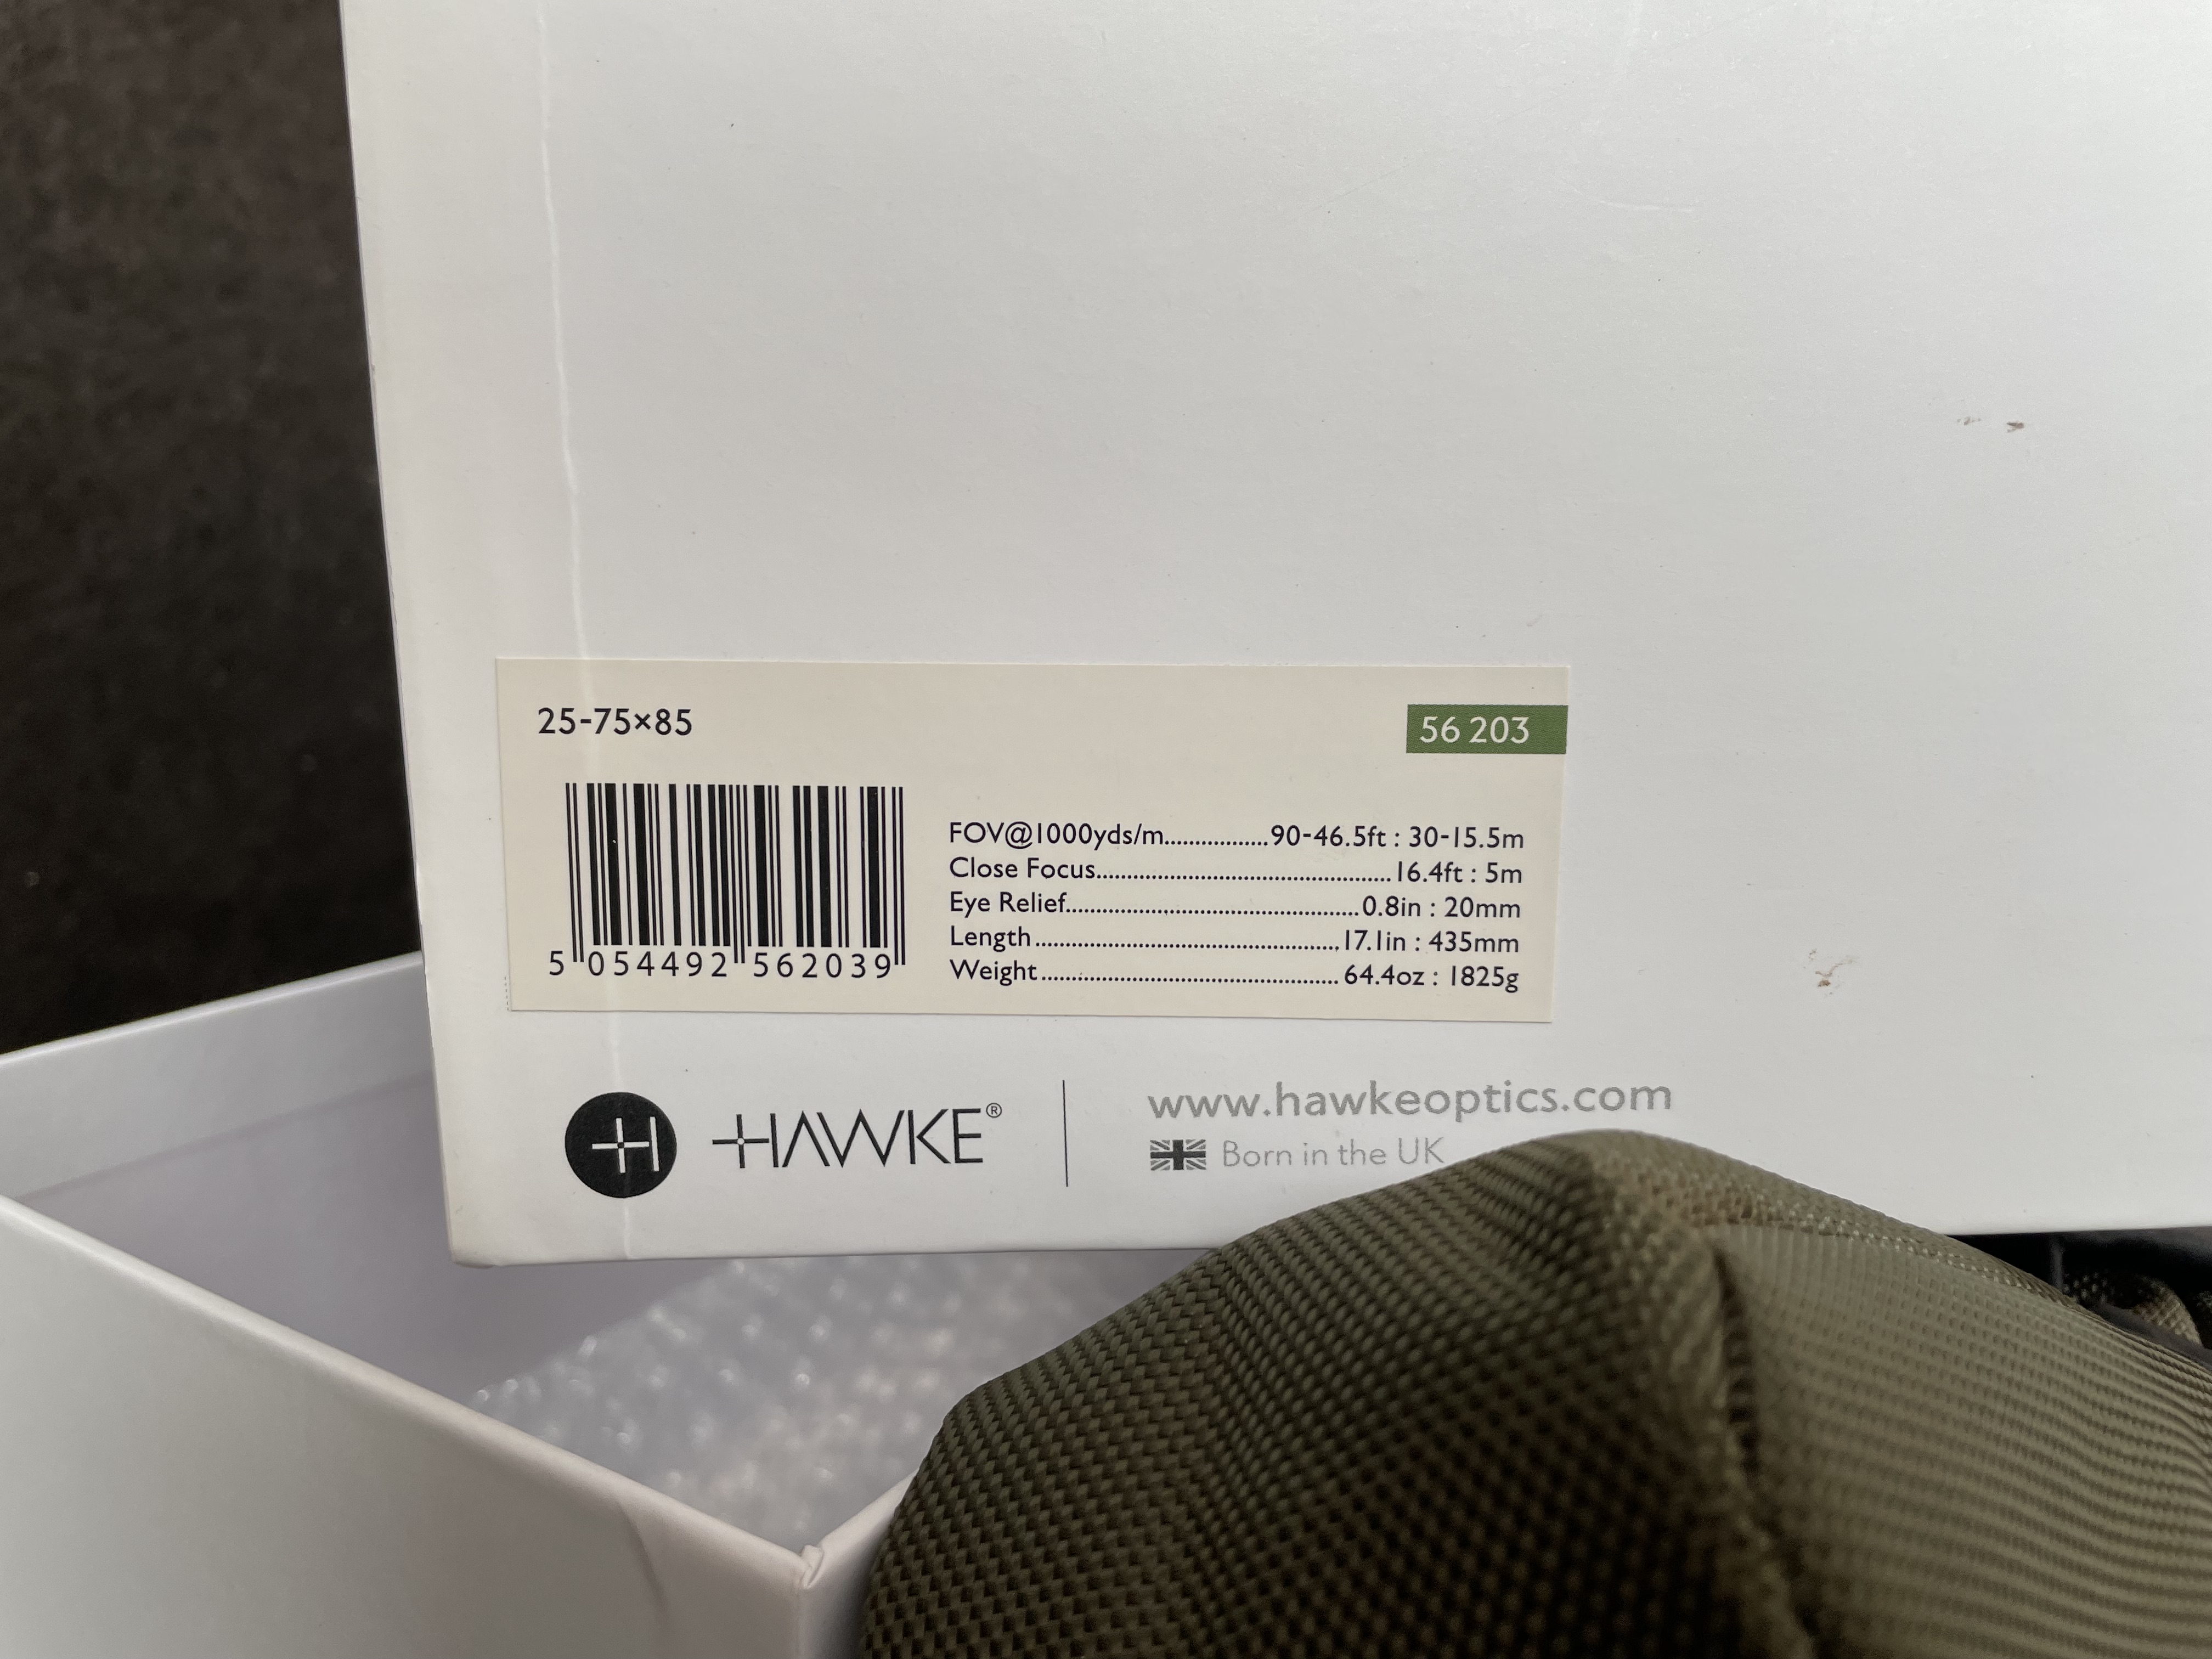 25-75×85
56 203
FOV@1000yds/m................90-46.5ft : 30-15.5m
Close Focus..............................................16.4ft : 5m
Eye Relief..............................................0.8in : 20mm
Length................................................17.1in : 435mm
Weight...............................................64.4oz : 1825g
5 054492 562039
H HAWKE®
www.hawkeoptics.com
Born in the UK